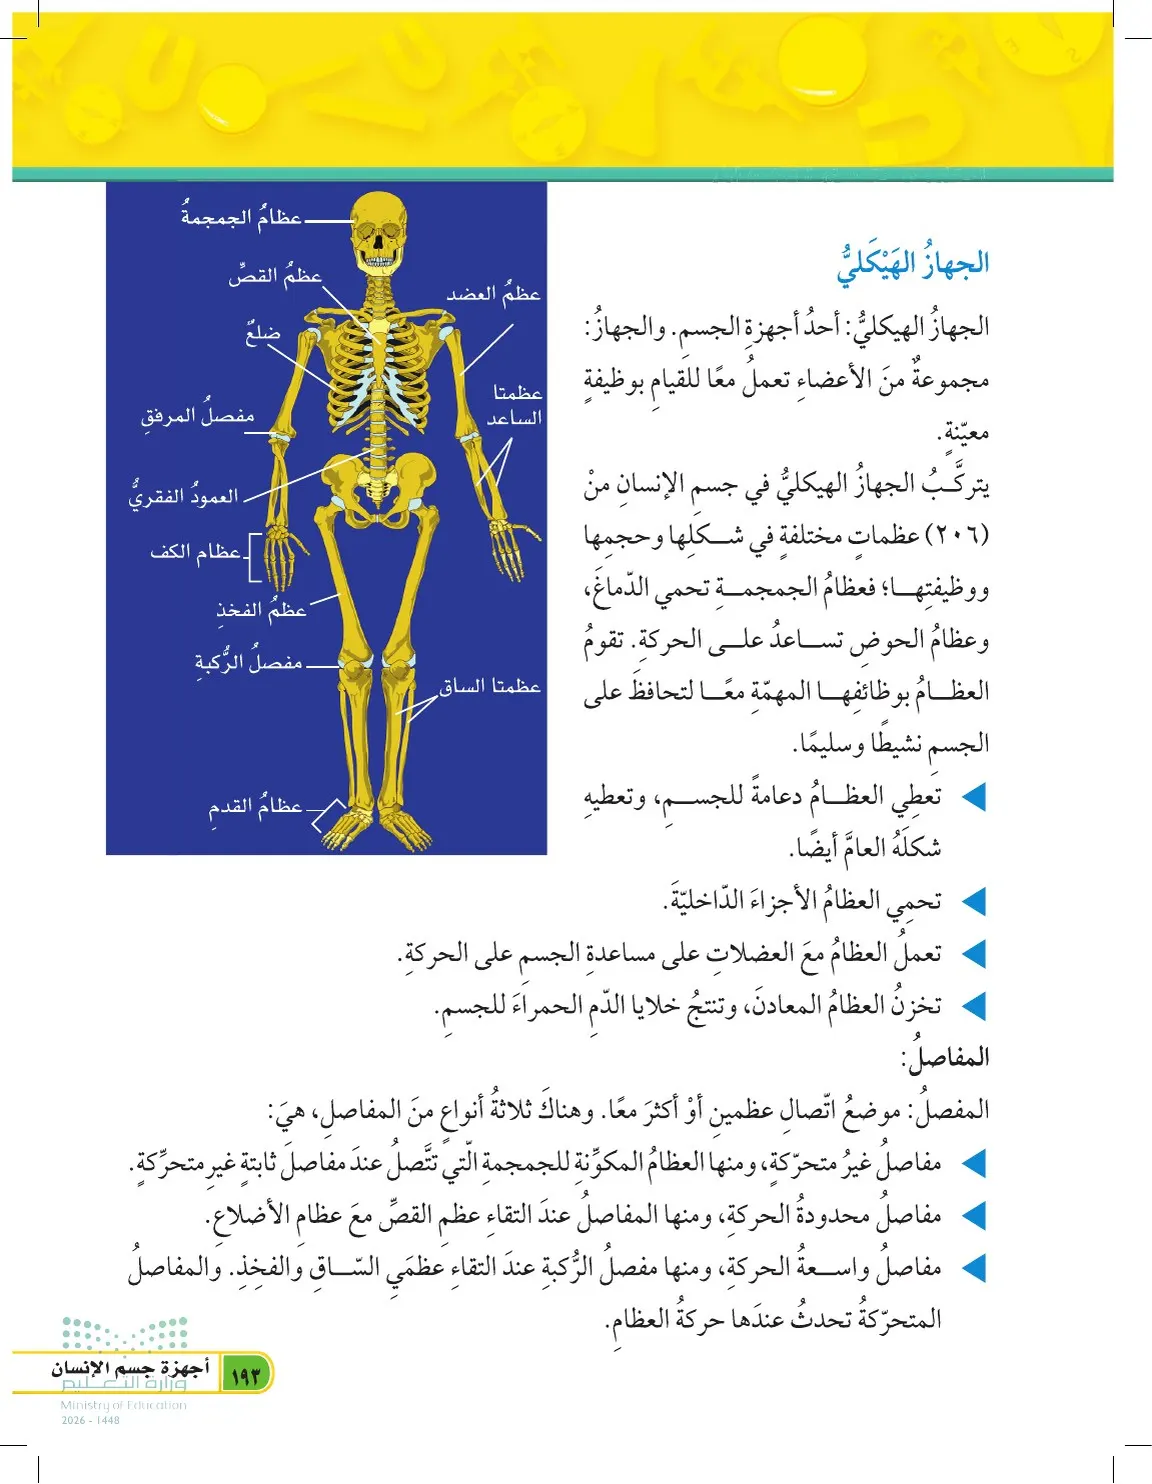 الجهازُ الهَيْكَليُّ
الجهازُ الهيكليُّ: أحدُ أجهزةِ الجسمِ. والجهازُ:
مجموعةٌ منَ الأعضاءِ تعملُ معًا للقيامِ بوظيفةٍ
معيّنةٍ.
يتركَّبُ الجهازُ الهيكليُّ في جسمِ الإنسانِ منْ
(٢٠٦) عظماتٍ مختلفةٍ في شكلِها وحجمِها
ووظيفتِها؛ فعظامُ الجمجمةِ تحمي الدّماغَ،
وعظامُ الحوضِ تساعدُ على الحركةِ. تقومُ
العظامُ بوظائفِها المهمّةِ معًا لتحافظَ على
الجسمِ نشيطًا وسليمًا.
تَعطِي العظامُ دعامةً للجسمِ، وتعطيهِ
شكلَهُ العامَّ أيضًا.
تحمِي العظامُ الأجزاءَ الدّاخليّةَ.
تعملُ العظامُ معَ العضلاتِ على مساعدةِ الجسمِ على الحركةِ.
تخزنُ العظامُ المعادنَ، وتنتجُ خلايا الدّمِ الحمراءَ للجسمِ.
المفاصلُ:
المفصلُ: موضعُ اتّصالِ عظمينِ أوْ أكثرَ معًا. وهناكَ ثلاثةُ أنواعٍ منَ المفاصلِ، هيَ:
مفاصلُ غيرُ متحرّكةٍ، ومنها العظامُ المكوِّنةِ للجمجمةِ الّتي تتَّصلُ عندَ مفاصلَ ثابتةٍ غيرِ متحرِّكةٍ.
مفاصلُ محدودةُ الحركةِ، ومنها المفاصلُ عندَ التقاءِ عظمِ القصِّ معَ عظامِ الأضلاعِ.
مفاصلُ واسعةُ الحركةِ، ومنها مفصلُ الرُّكبةِ عندَ التقاءِ عظمَيِ السّاقِ والفخِذِ. والمفاصلُ
المتحرّكةُ تحدثُ عندَها حركةُ العظامِ.
عظامُ الجمجمةُ
عظمُ القصِّ
عظمُ العضد
ضلعٌ
عظمتا
الساعد
مفصلُ المرفقِ
العمودُ الفقريُّ
عظام الكف
عظمُ الفخذِ
مفصلُ الرُّكبةِ
عظمتا الساق
عظامُ القدمِ
أجهزة جسم الإنسان ١٩٣
وزارة التعليم
Ministry of Education
2026 - 1448